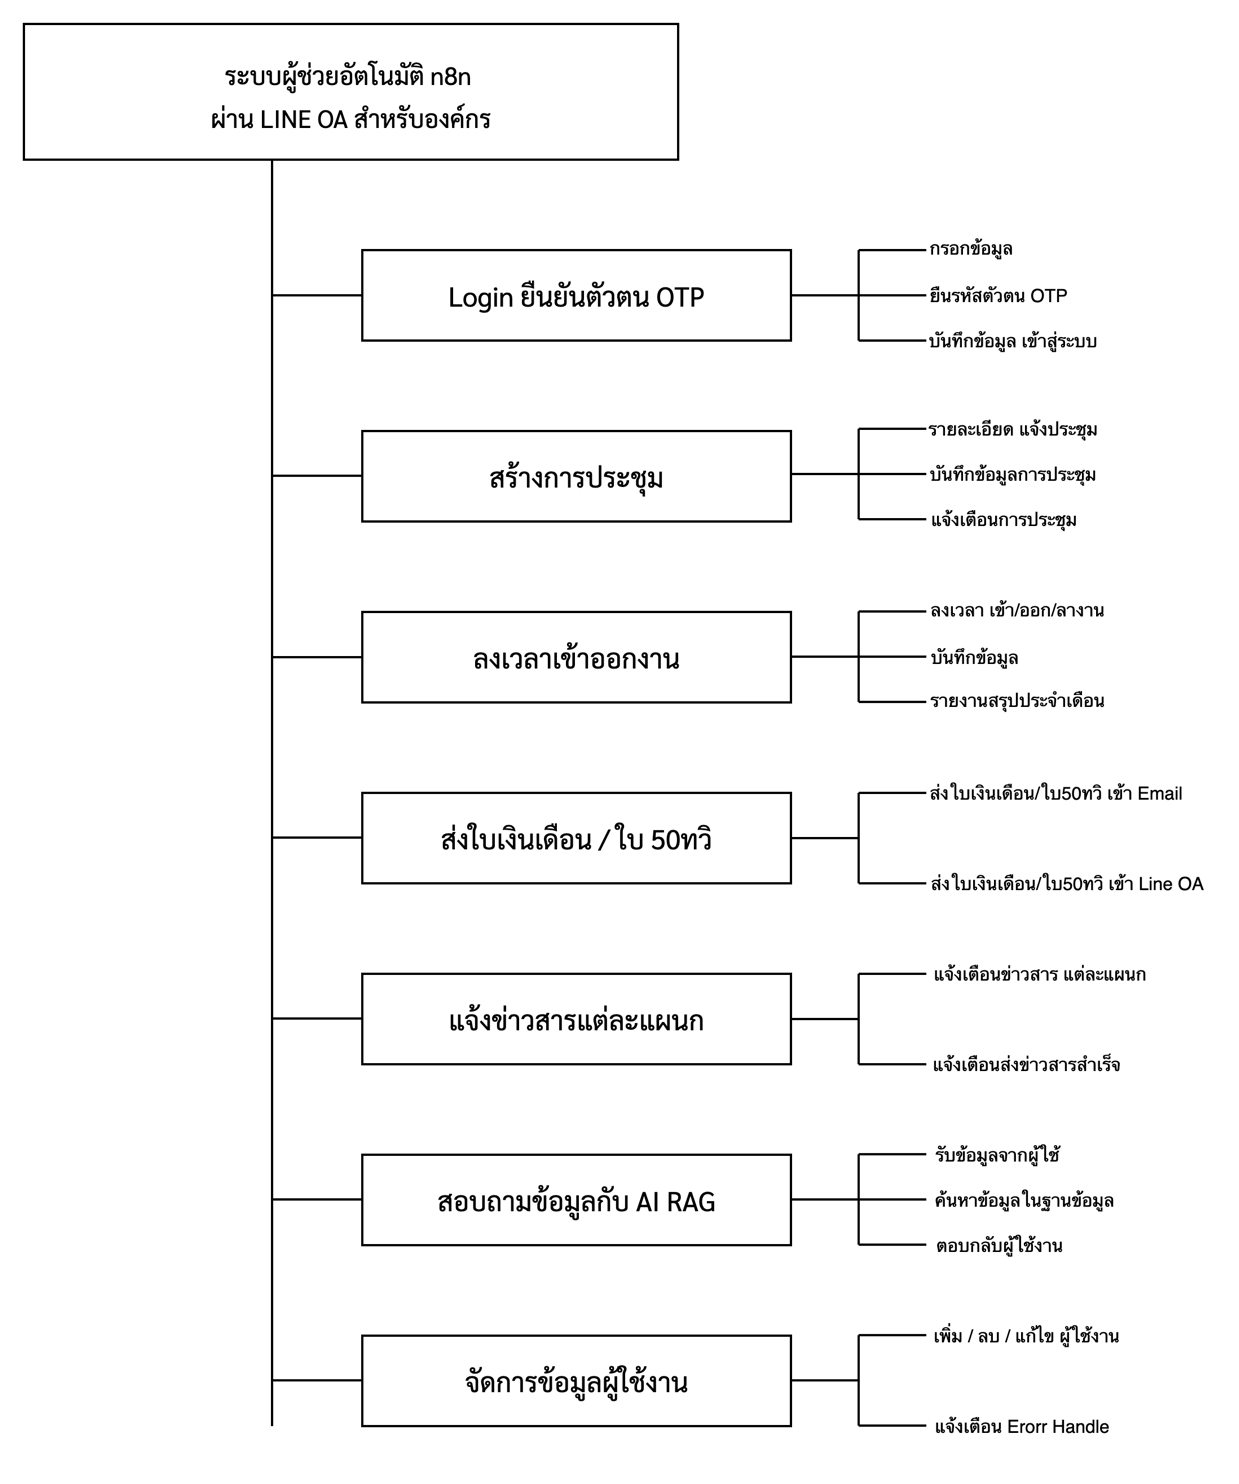 ระบบผู้ช่วยอัตโนมัติ n8n
ผ่าน LINE OA สำหรับองค์กร
Login ยืนยันตัวตน OTP
กรอกข้อมูล
ยืนรหัสตัวตน OTP
บันทึกข้อมูล เข้าสู่ระบบ
สร้างการประชุม
รายละเอียด แจ้งประชุม
บันทึกข้อมูลการประชุม
แจ้งเตือนการประชุม
ลงเวลาเข้าออกงาน
ลงเวลา เข้า/ออก/ลางาน
บันทึกข้อมูล
รายงานสรุปประจำเดือน
ส่งใบเงินเดือน / ใบ 50ทวิ
ส่งใบเงินเดือน/ใบ50ทวิ เข้า Email
ส่งใบเงินเดือน/ใบ50ทวิ เข้า Line OA
แจ้งข่าวสารแต่ละแผนก
แจ้งเตือนข่าวสาร แต่ละแผนก
แจ้งเตือนส่งข่าวสารสำเร็จ
สอบถามข้อมูลกับ AI RAG
รับข้อมูลจากผู้ใช้
ค้นหาข้อมูลในฐานข้อมูล
ตอบกลับผู้ใช้งาน
จัดการข้อมูลผู้ใช้งาน
เพิ่ม / ลบ / แก้ไข ผู้ใช้งาน
แจ้งเตือน Erorr Handle